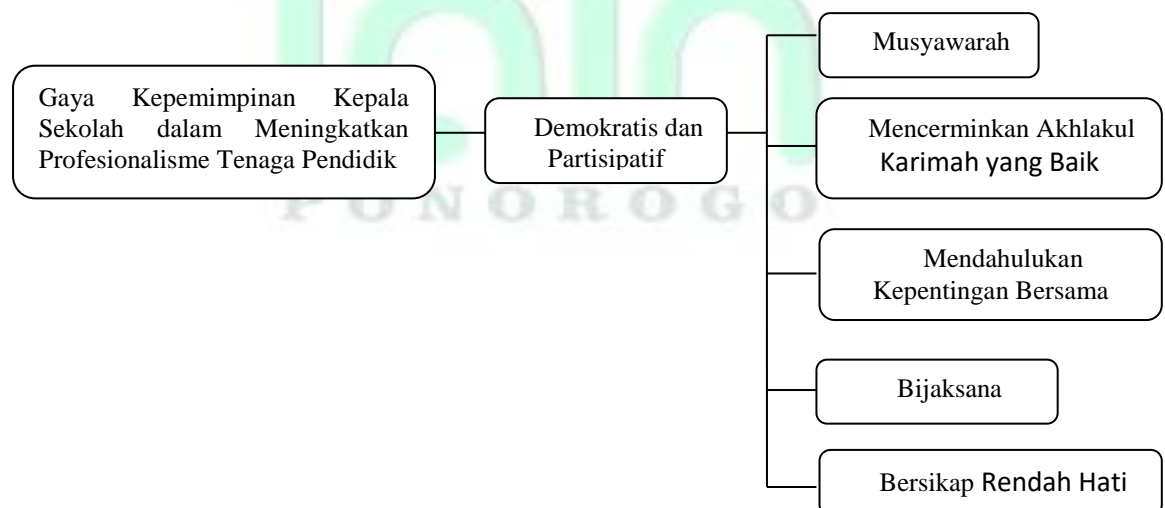 Gaya Kepemimpinan Kepala
Sekolah dalam Meningkatkan
Profesionalisme Tenaga Pendidik
Demokratis dan
Partisipatif
Musyawarah
Mencerminkan Akhlakul
Karimah yang Baik
Mendahulukan
Kepentingan Bersama
Bijaksana
Bersikap Rendah Hati
PONOROGO